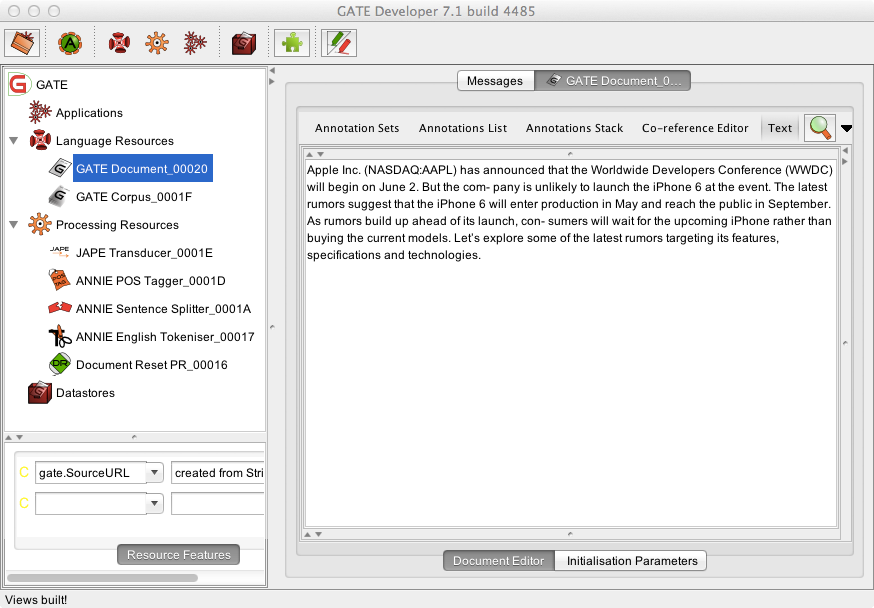 GATE Developer 7.1 build 4485
GATE
Applications
Language Resources
GATE Document_00020
GATE Corpus_0001F
Processing Resources
JAPE Transducer_0001E
ANNIE POS Tagger_0001D
ANNIE Sentence Splitter_0001A
ANNIE English Tokeniser_00017
Document Reset PR_00016
Datastores
C gate.SourceURL created from Stri
C
Resource Features
Messages GATE Document_0...
Annotation Sets Annotations List Annotations Stack Co-reference Editor Text
Apple Inc. (NASDAQ:AAPL) has announced that the Worldwide Developers Conference (WWDC)
will begin on June 2. But the com- pany is unlikely to launch the iPhone 6 at the event. The latest
rumors suggest that the iPhone 6 will enter production in May and reach the public in September.
As rumors build up ahead of its launch, con- sumers will wait for the upcoming iPhone rather than
buying the current models. Let's explore some of the latest rumors targeting its features,
specifications and technologies.
Document Editor Initialisation Parameters
Views built!